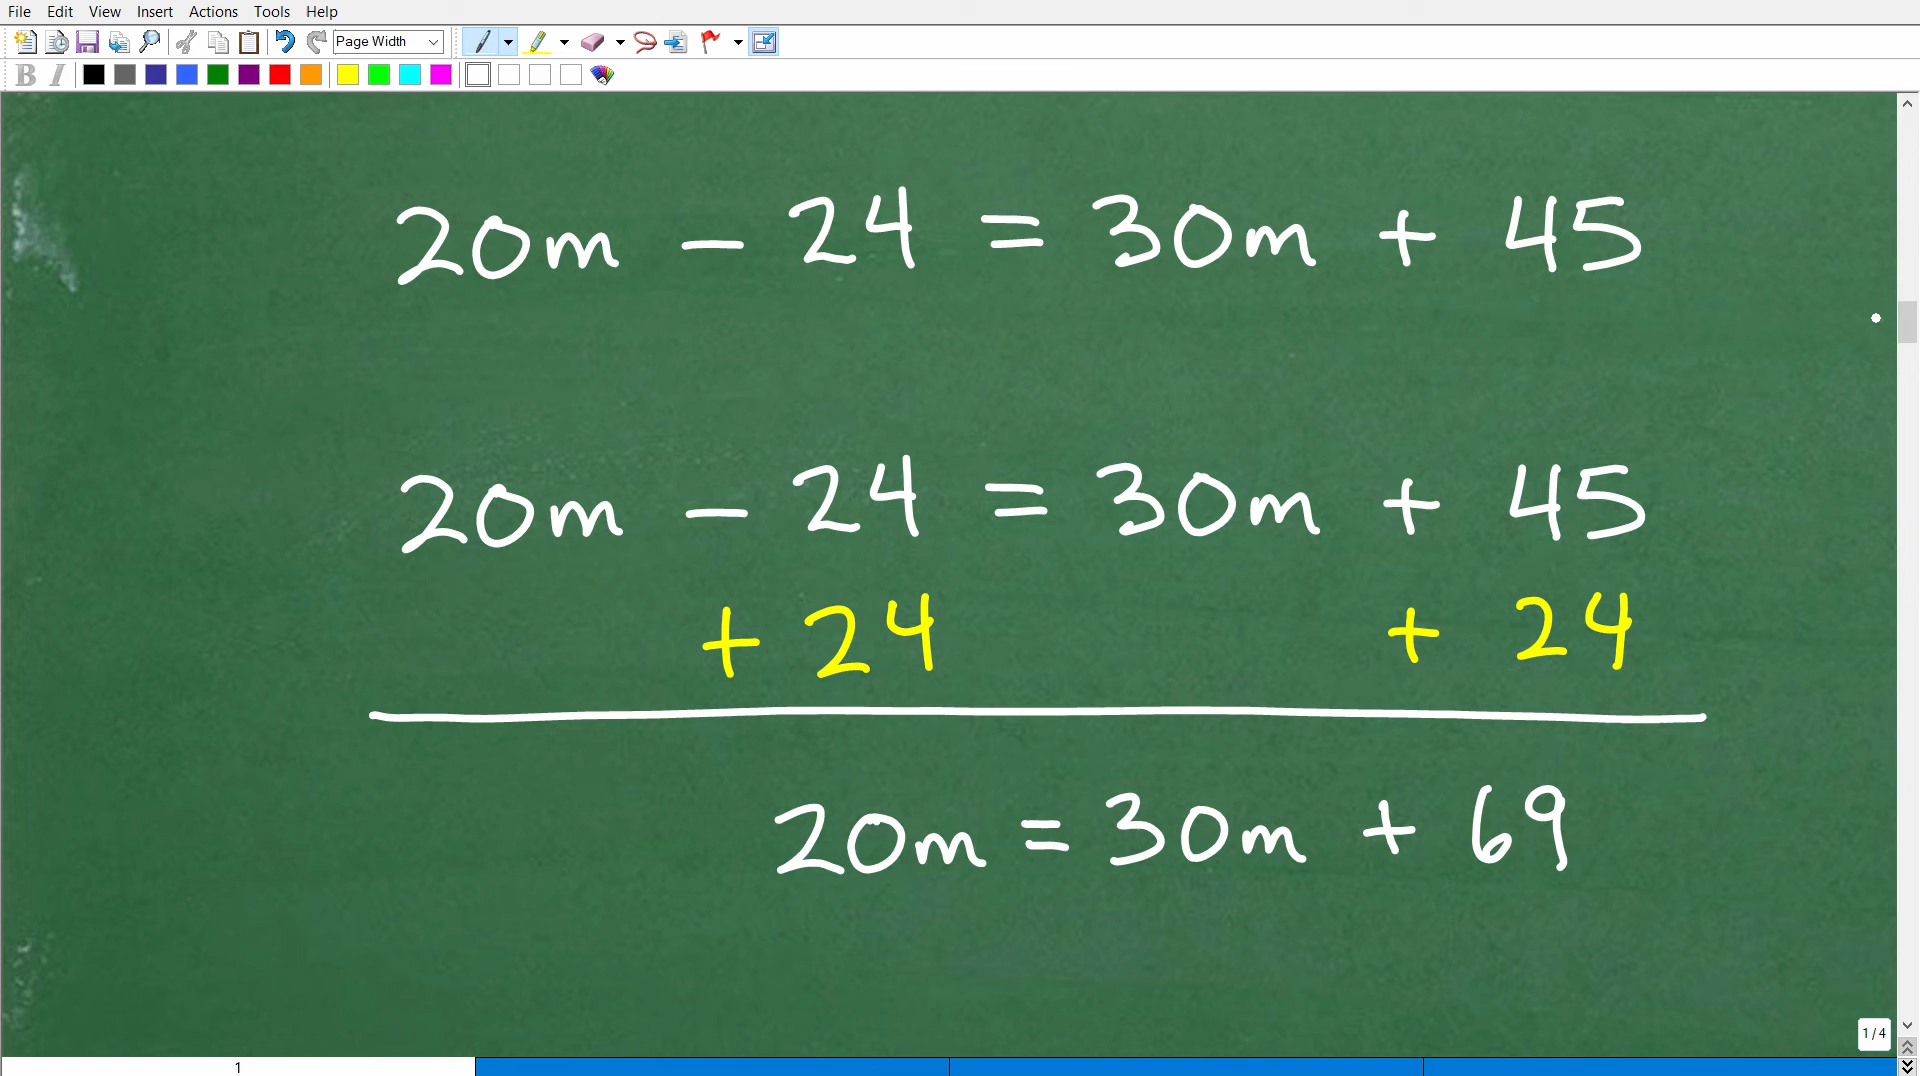 File Edit View Insert Actions Tools Help
Page Width
B I
20m - 24 = 30m + 45
20m - 24 = 30m + 45
+ 24 + 24
20m = 30m + 69
1 / 4
1